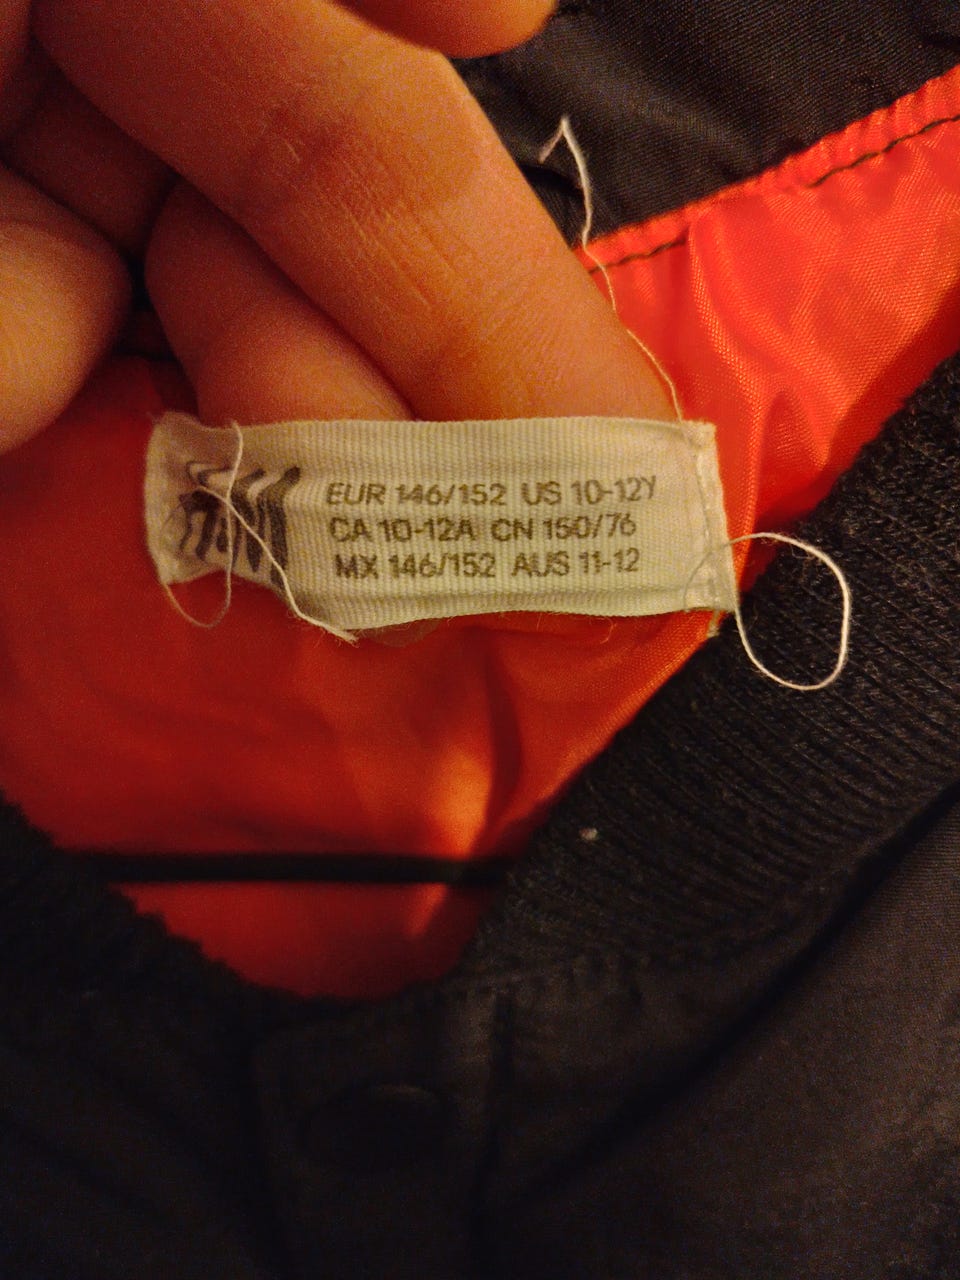 EUR 146/152 US 10-12Y
CA 10-12A CN 150/76
MX 146/152 AUS 11-12